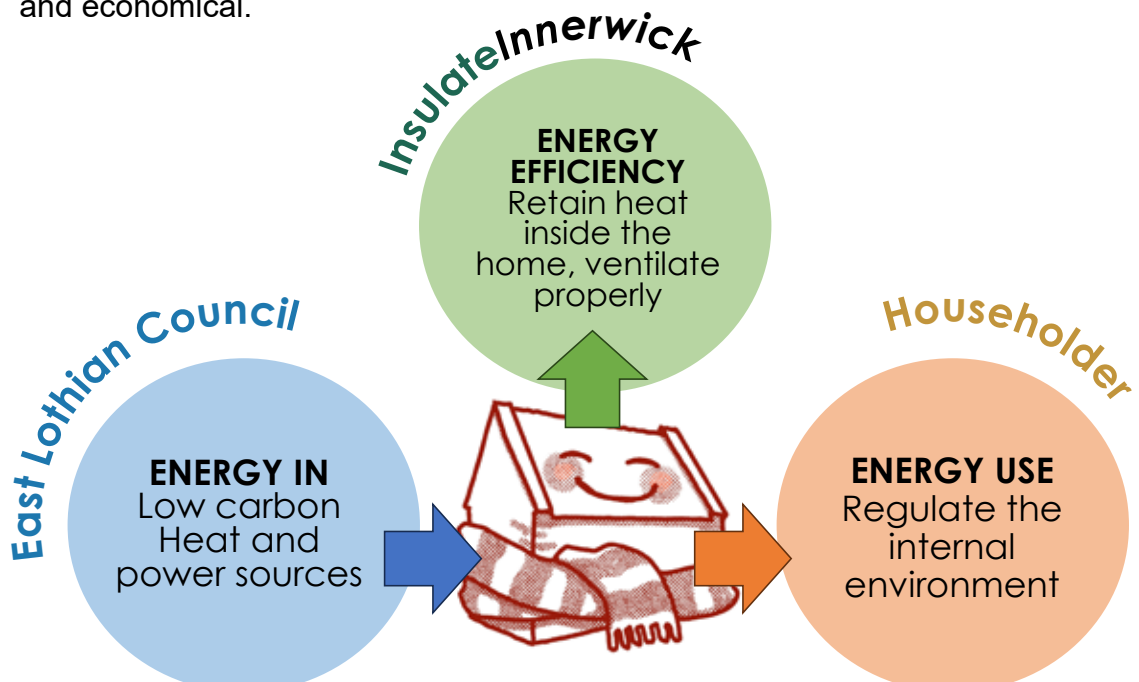 and economical.
InsulateInnerwick
ENERGY
EFFICIENCY
Retain heat
inside the
home, ventilate
properly
East Lothian Council
ENERGY IN
Low carbon
Heat and
power sources
Householder
ENERGY USE
Regulate the
internal
environment